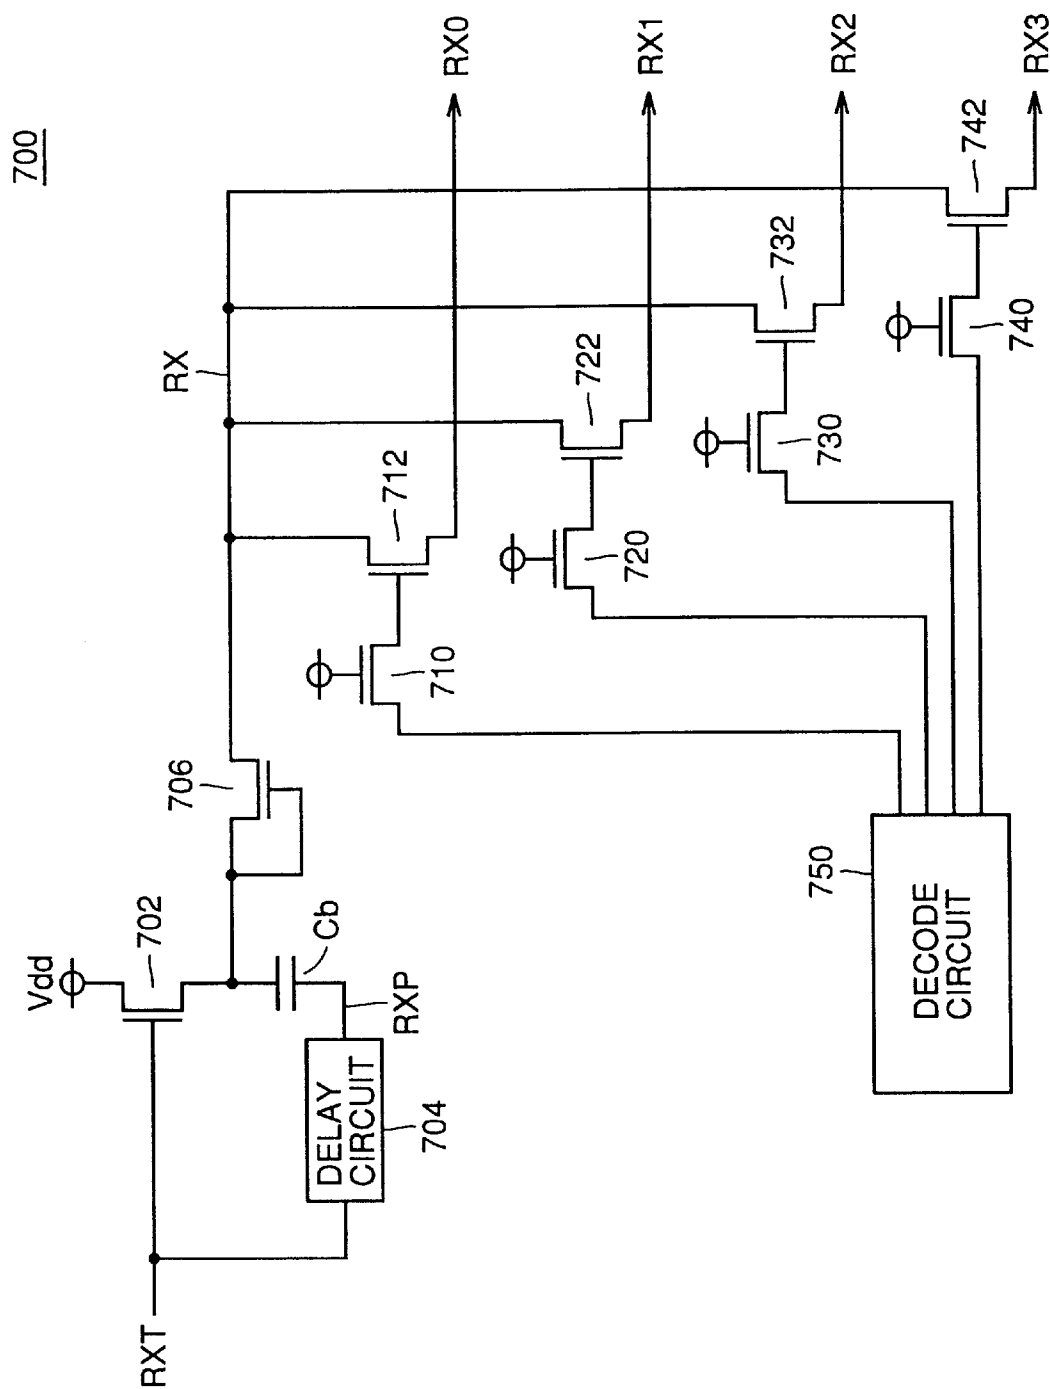 700
RXT
Vdd
702
DELAY
CIRCUIT
704
RXP
Cb
706
RX
710
712
RX0
720
722
RX1
730
732
RX2
740
742
RX3
750
DECODE
CIRCUIT